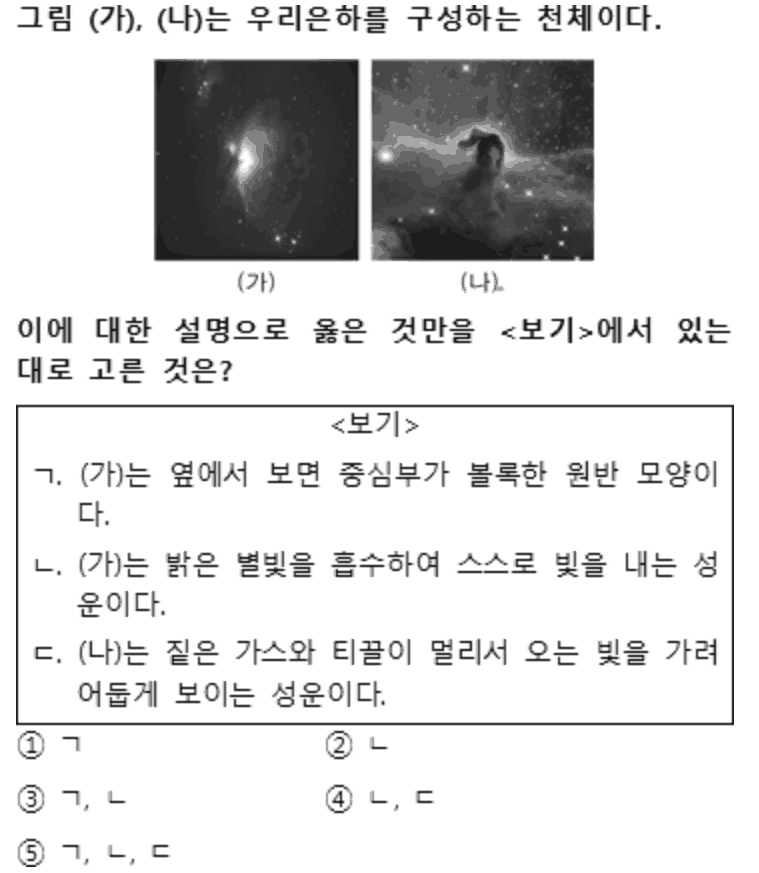 그림 (가), (나)는 우리은하를 구성하는 천체이다.
(가) (나).
이에 대한 설명으로 옳은 것만을 <보기>에서 있는
대로 고른 것은?
<보기>
ㄱ. (가)는 옆에서 보면 중심부가 볼록한 원반 모양이
다.
ㄴ. (가)는 밝은 별빛을 흡수하여 스스로 빛을 내는 성
운이다.
ㄷ. (나)는 짙은 가스와 티끌이 멀리서 오는 빛을 가려
어둡게 보이는 성운이다.
① ㄱ ② ㄴ
③ ㄱ, ㄴ ④ ㄴ, ㄷ
⑤ ㄱ, ㄴ, ㄷ